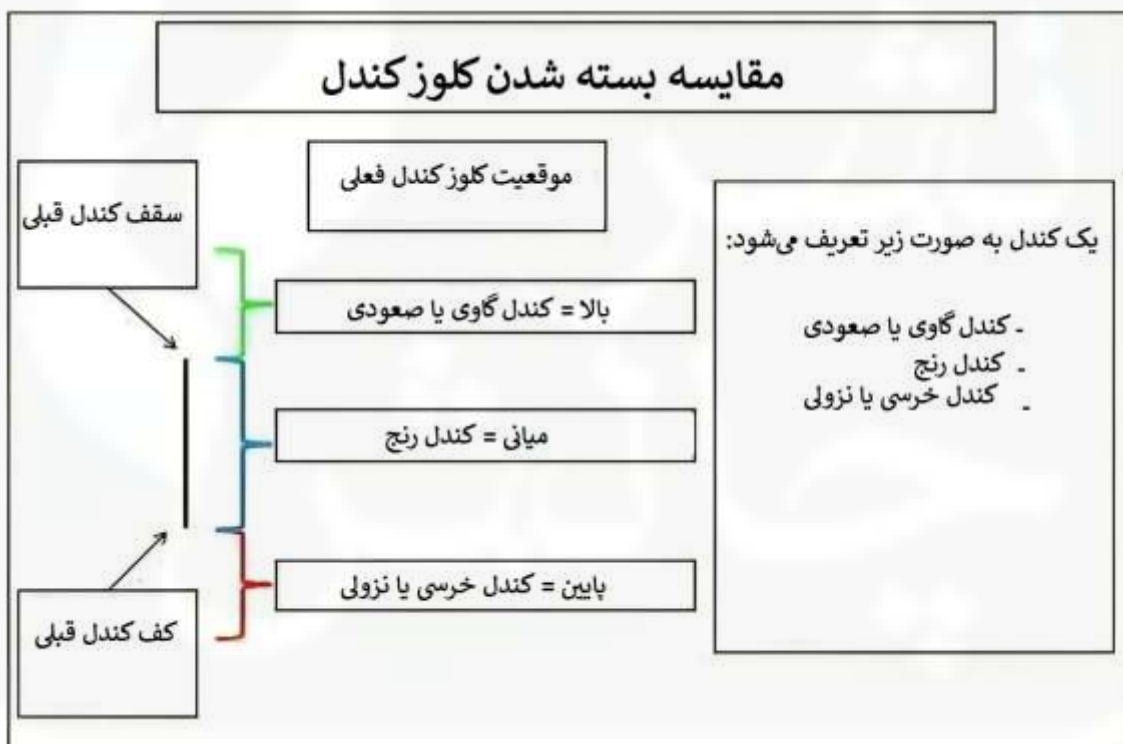 مقایسه بسته شدن کلوز کندل
موقعیت کلوز کندل فعلی
سقف کندل قبلی
یک کندل به صورت زیر تعریف می‌شود:
- کندل گاوی یا صعودی
- کندل رنج
- کندل خرسی یا نزولی
بالا = کندل گاوی یا صعودی
میانی = کندل رنج
پایین = کندل خرسی یا نزولی
کف کندل قبلی